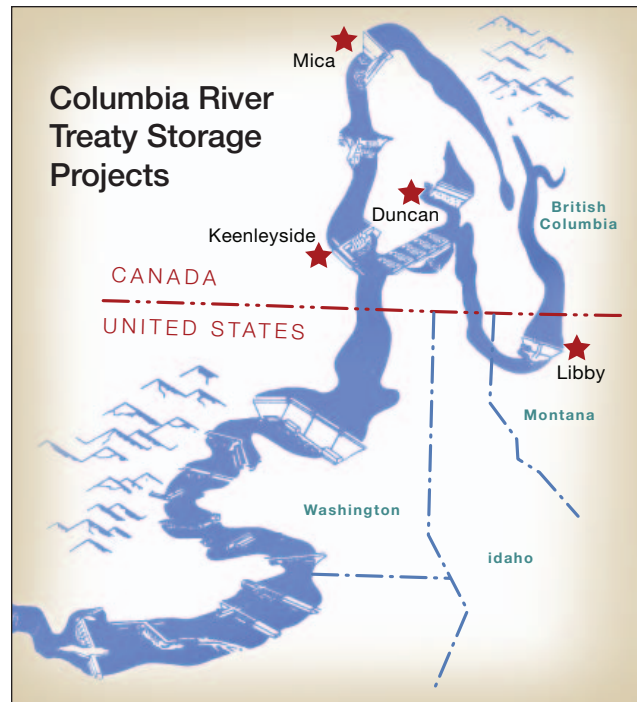 Columbia River
Treaty Storage
Projects
Mica
Duncan
Keenleyside
British
Columbia
CANADA
UNITED STATES
Libby
Montana
Washington
idaho